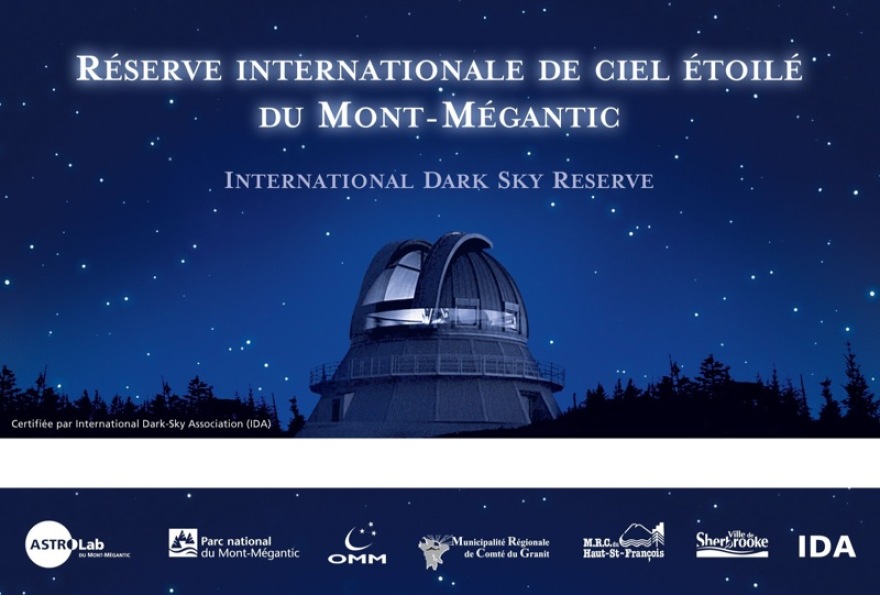 RÉSERVE INTERNATIONALE DE CIEL ÉTOILÉ
DU MONT-MÉGANTIC
INTERNATIONAL DARK SKY RESERVE
Certifiée par International Dark-Sky Association (IDA)
ASTROLab
DU MONT-MÉGANTIC
Parc national
du Mont-Mégantic
OMM
Municipalité Régionale
de Comté du Granit
M.R.C. du
Haut-St-François
Ville de
Sherbrooke
IDA